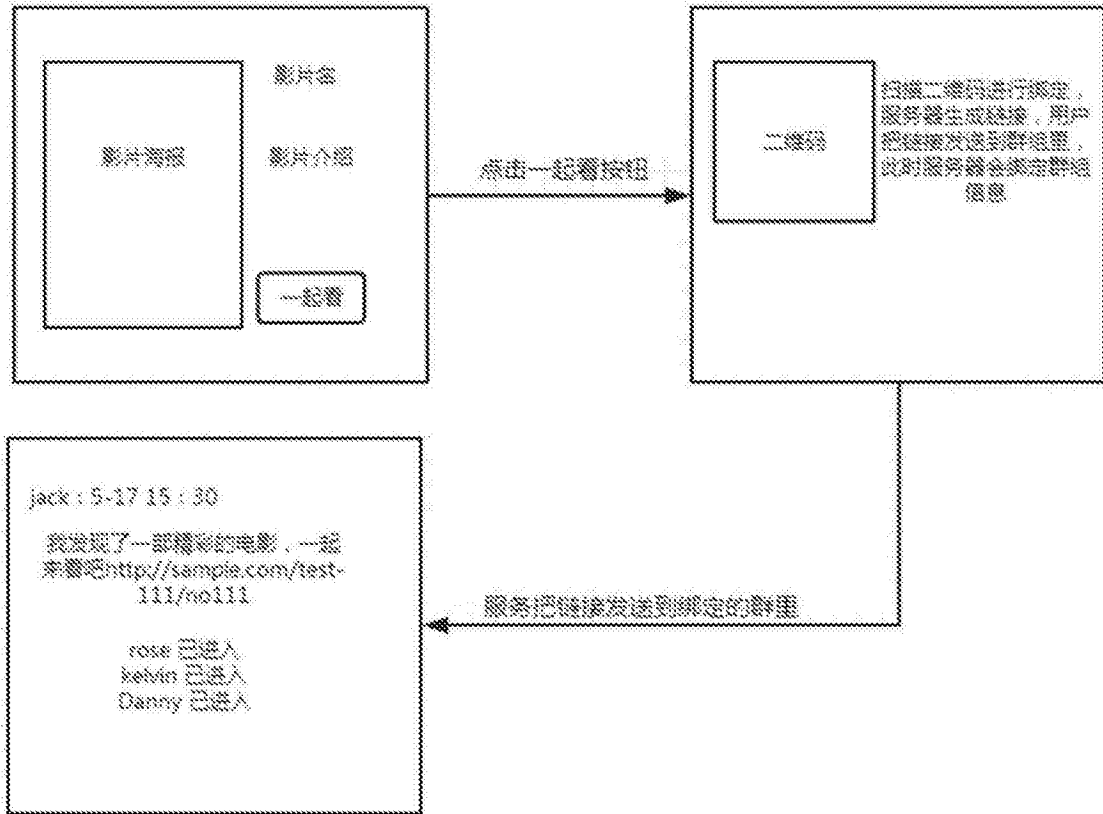 影片名
影片海报
影片介绍
一起看
点击一起看按钮
二维码
扫描二维码进行绑定，
服务器生成链接，用户
把链接发送到群组里，
此时服务器会绑定群组
信息
jack：5-17 15：30
我发现了一部精彩的电影，一起
来看吧http://sample.com/test-
111/no111
rose 已进入
kelvin 已进入
Danny 已进入
服务把链接发送到绑定的群里